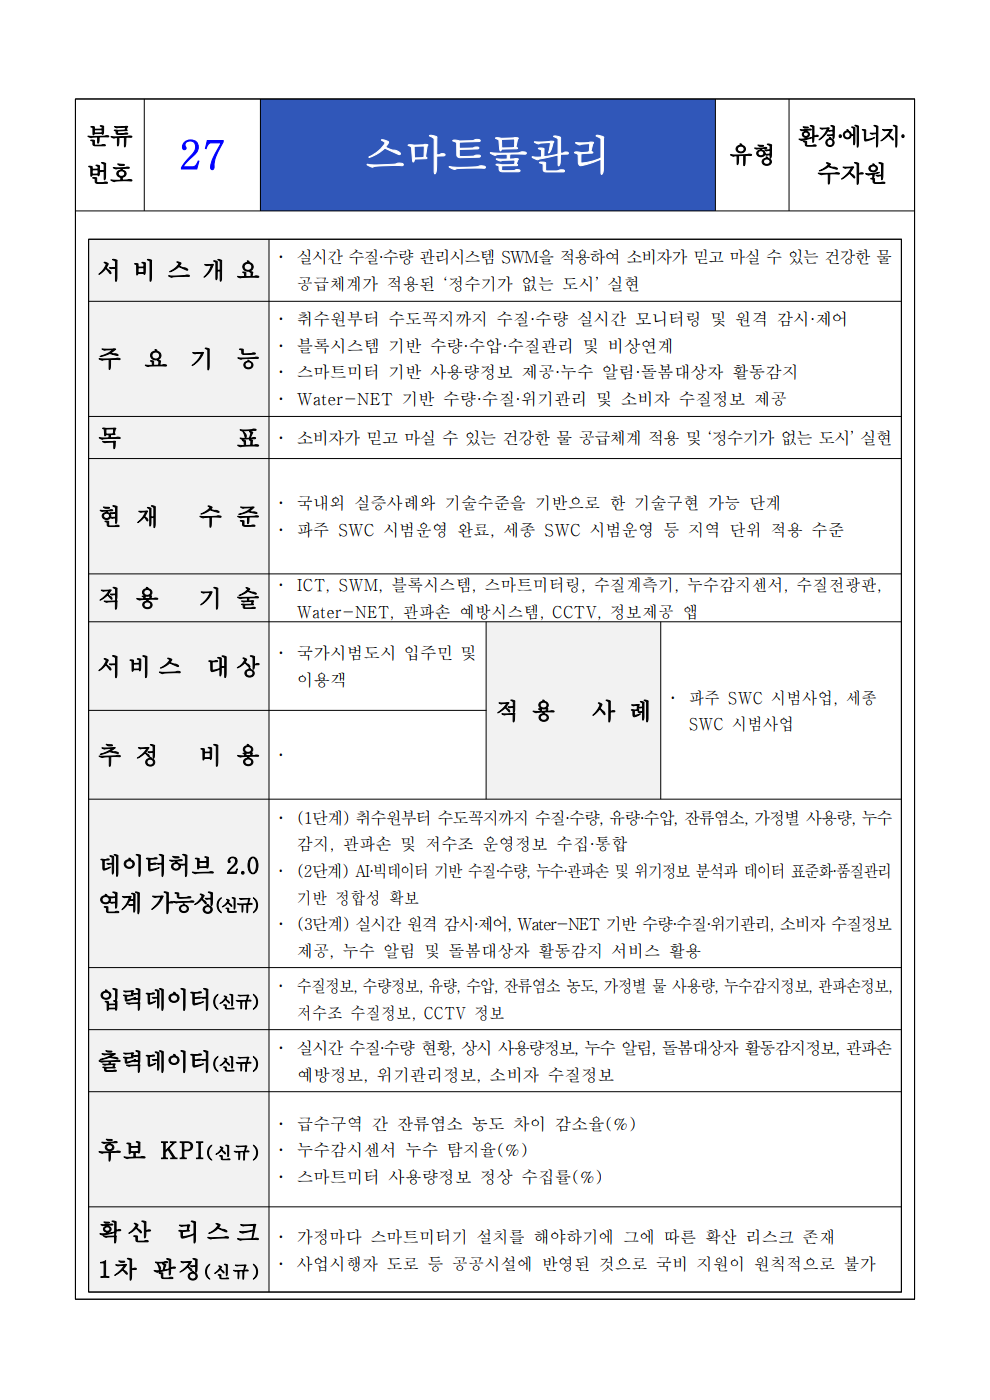 분류
번호
27
스마트물관리
유형
환경·에너지·
수자원
서 비 스 개 요
· 실시간 수질·수량 관리시스템 SWM을 적용하여 소비자가 믿고 마실 수 있는 건강한 물
공급체계가 적용된 ‘정수기가 없는 도시’ 실현
주 요 기 능
· 취수원부터 수도꼭지까지 수질·수량 실시간 모니터링 및 원격 감시·제어
· 블록시스템 기반 수량·수압·수질관리 및 비상연계
· 스마트미터 기반 사용량정보 제공·누수 알림·돌봄대상자 활동감지
· Water-NET 기반 수량·수질·위기관리 및 소비자 수질정보 제공
목 표
· 소비자가 믿고 마실 수 있는 건강한 물 공급체계 적용 및 ‘정수기가 없는 도시’ 실현
현 재 수 준
· 국내외 실증사례와 기술수준을 기반으로 한 기술구현 가능 단계
· 파주 SWC 시범운영 완료, 세종 SWC 시범운영 등 지역 단위 적용 수준
적 용 기 술
· ICT, SWM, 블록시스템, 스마트미터링, 수질계측기, 누수감지센서, 수질전광판,
Water-NET, 관파손 예방시스템, CCTV, 정보제공 앱
서 비 스 대 상
· 국가시범도시 입주민 및
이용객
적 용 사 례
· 파주 SWC 시범사업, 세종
SWC 시범사업
추 정 비 용
·
데이터허브 2.0
연계 가능성(신규)
· (1단계) 취수원부터 수도꼭지까지 수질·수량, 유량·수압, 잔류염소, 가정별 사용량, 누수
감지, 관파손 및 저수조 운영정보 수집·통합
· (2단계) AI·빅데이터 기반 수질·수량, 누수·관파손 및 위기정보 분석과 데이터 표준화·품질관리
기반 정합성 확보
· (3단계) 실시간 원격 감시·제어, Water-NET 기반 수량·수질·위기관리, 소비자 수질정보
제공, 누수 알림 및 돌봄대상자 활동감지 서비스 활용
입력데이터(신규)
· 수질정보, 수량정보, 유량, 수압, 잔류염소 농도, 가정별 물 사용량, 누수감지정보, 관파손정보,
저수조 수질정보, CCTV 정보
출력데이터(신규)
· 실시간 수질·수량 현황, 상시 사용량정보, 누수 알림, 돌봄대상자 활동감지정보, 관파손
예방정보, 위기관리정보, 소비자 수질정보
후보 KPI(신규)
· 급수구역 간 잔류염소 농도 차이 감소율(%)
· 누수감시센서 누수 탐지율(%)
· 스마트미터 사용량정보 정상 수집률(%)
확산 리스크
1차 판정(신규)
· 가정마다 스마트미터기 설치를 해야하기에 그에 따른 확산 리스크 존재
· 사업시행자 도로 등 공공시설에 반영된 것으로 국비 지원이 원칙적으로 불가